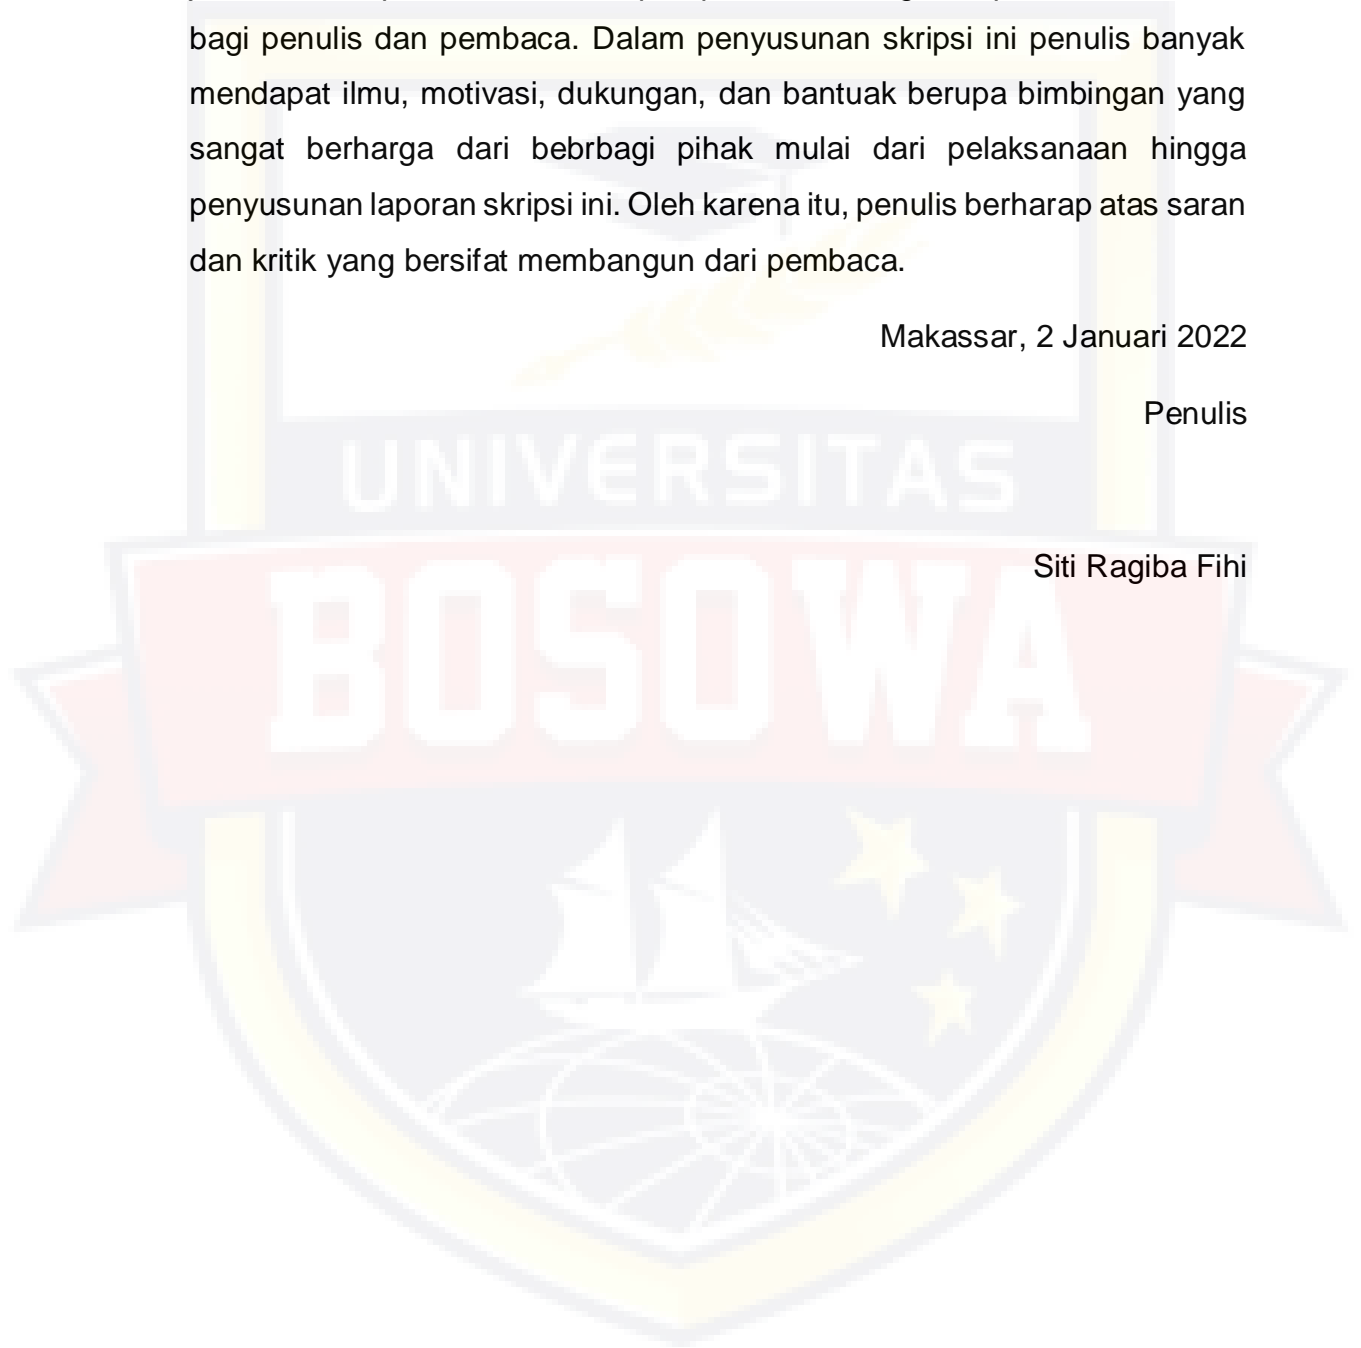 bagi penulis dan pembaca. Dalam penyusunan skripsi ini penulis banyak
mendapat ilmu, motivasi, dukungan, dan bantuak berupa bimbingan yang
sangat berharga dari bebrbagi pihak mulai dari pelaksanaan hingga
penyusunan laporan skripsi ini. Oleh karena itu, penulis berharap atas saran
dan kritik yang bersifat membangun dari pembaca.
Makassar, 2 Januari 2022
Penulis
UNIVERSITAS
Siti Ragiba Fihi
BOSOWA